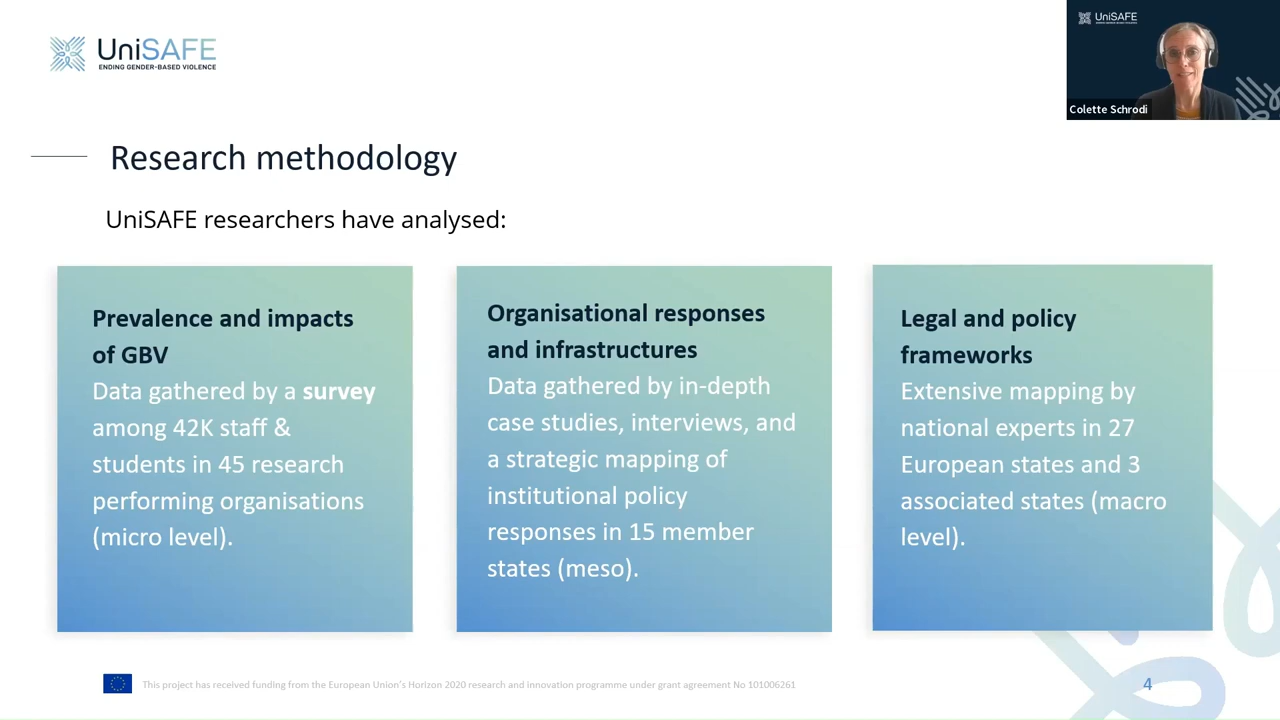 UniSAFE
ENDING GENDER-BASED VIOLENCE
UniSAFE
Colette Schrodi
Research methodology
UniSAFE researchers have analysed:
Prevalence and impacts
of GBV
Data gathered by a survey
among 42K staff &
students in 45 research
performing organisations
(micro level).
Organisational responses
and infrastructures
Data gathered by in-depth
case studies, interviews, and
a strategic mapping of
institutional policy
responses in 15 member
states (meso).
Legal and policy
frameworks
Extensive mapping by
national experts in 27
European states and 3
associated states (macro
level).
This project has received funding from the European Union's Horizon 2020 research and innovation programme under grant agreement No 101006261
4